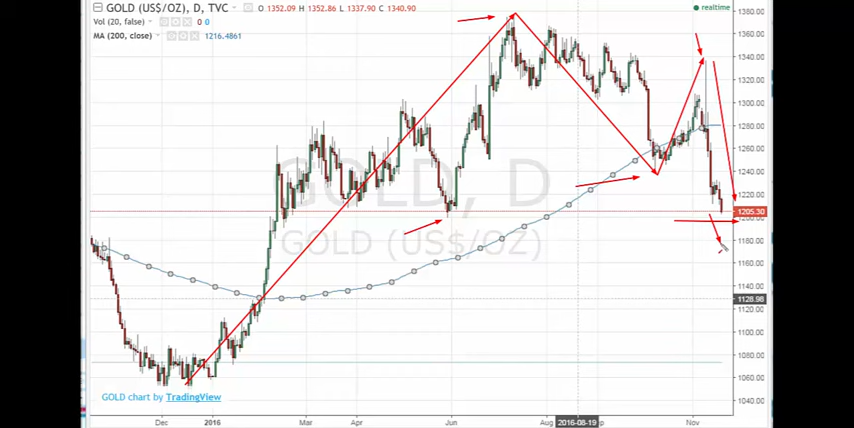 GOLD (US$/OZ), D, TVC O 1352.09 H 1352.86 L 1337.90 C 1340.90
realtime
Vol (20, false) 0 0
MA (200, close) 1216.4861
GOLD, D
GOLD (US$/OZ)
1380.00
1360.00
1340.00
1320.00
1300.00
1280.00
1260.00
1240.00
1220.00
1205.30
1200.00
1180.00
1160.00
1140.00
1128.98
1120.00
1100.00
1080.00
1060.00
1040.00
GOLD chart by TradingView
Dec 2016 Mar Apr Jun Aug 2016-08-19 Nov